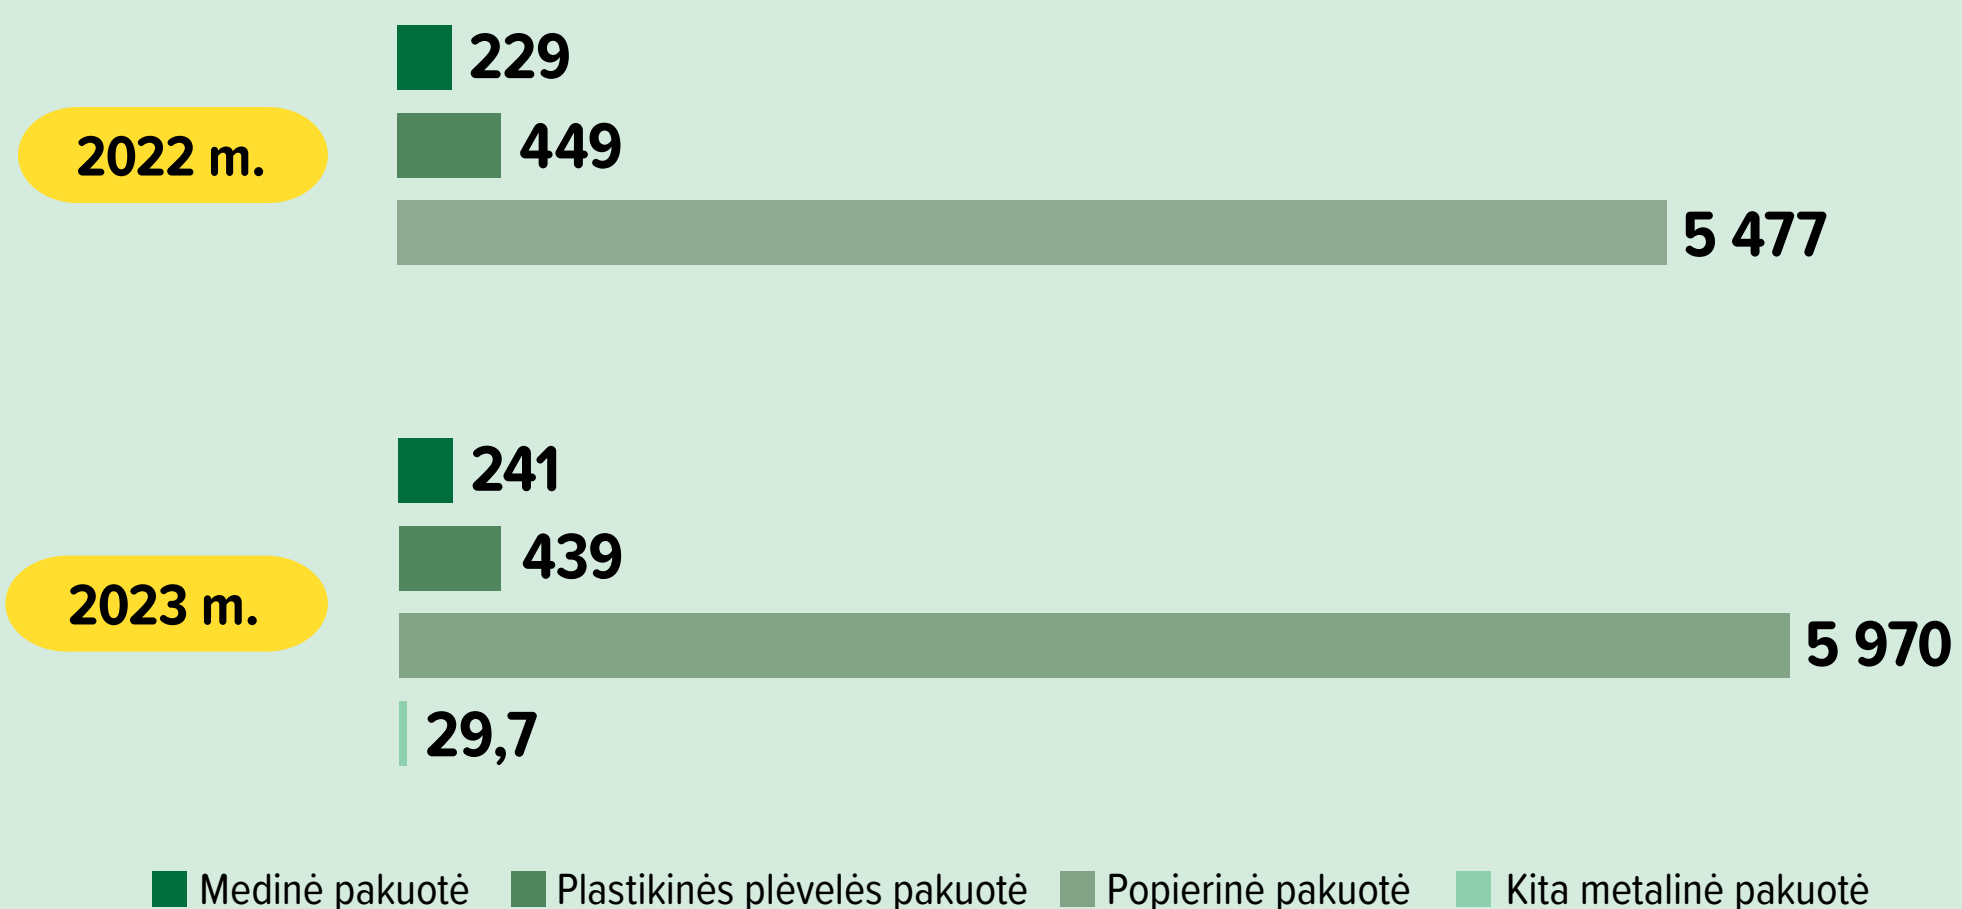 229
449
2022 m.
5 477
241
439
2023 m.
5 970
29,7
Medinė pakuotė Plastikinės plėvelės pakuotė Popierinė pakuotė Kita metalinė pakuotė